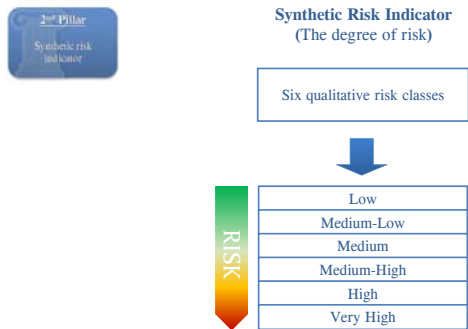 2nd Pillar
Synthetic risk
indicator
Synthetic Risk Indicator
(The degree of risk)
Six qualitative risk classes
RISK
Low
Medium-Low
Medium
Medium-High
High
Very High